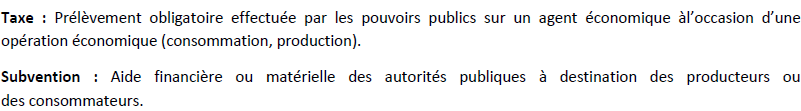 Taxe : Prélèvement obligatoire effectuée par les pouvoirs publics sur un agent économique àl’occasion d’une
opération économique (consommation, production).
Subvention : Aide financière ou matérielle des autorités publiques à destination des producteurs ou
des consommateurs.